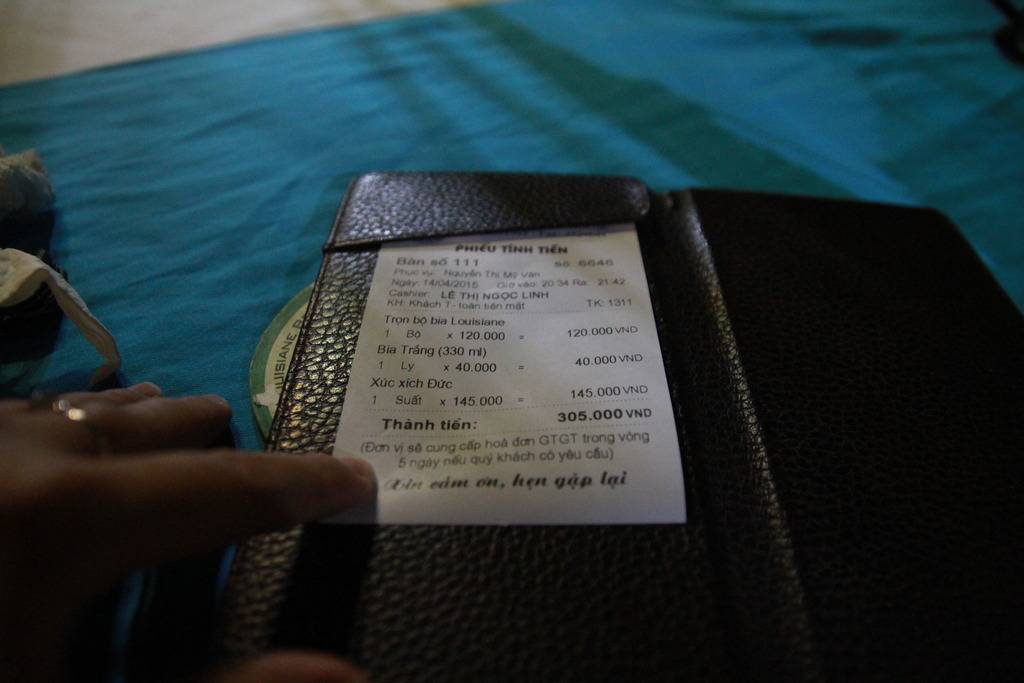 PHIẾU TÍNH TIỀN
Bàn số 111 Số: 6646
Phục vụ: Nguyễn Thị Mỹ Vân
Ngày: 14/04/2015 Giờ vào: 20:34 Ra: 21:42
Cashier: LÊ THỊ NGỌC LINH
KH: Khách T- toán tiền mặt TK: 1311
Trọn bộ bia Louisiane
1 Bộ x 120.000 = 120.000 VND
Bia Trắng (330 ml)
1 Ly x 40.000 = 40.000 VND
Xúc xích Đức
1 Suất x 145.000 = 145.000 VND
Thành tiền: 305.000 VND
(Đơn vị sẽ cung cấp hoá đơn GTGT trong vòng
5 ngày nếu quý khách có yêu cầu)
Xin cảm ơn, hẹn gặp lại